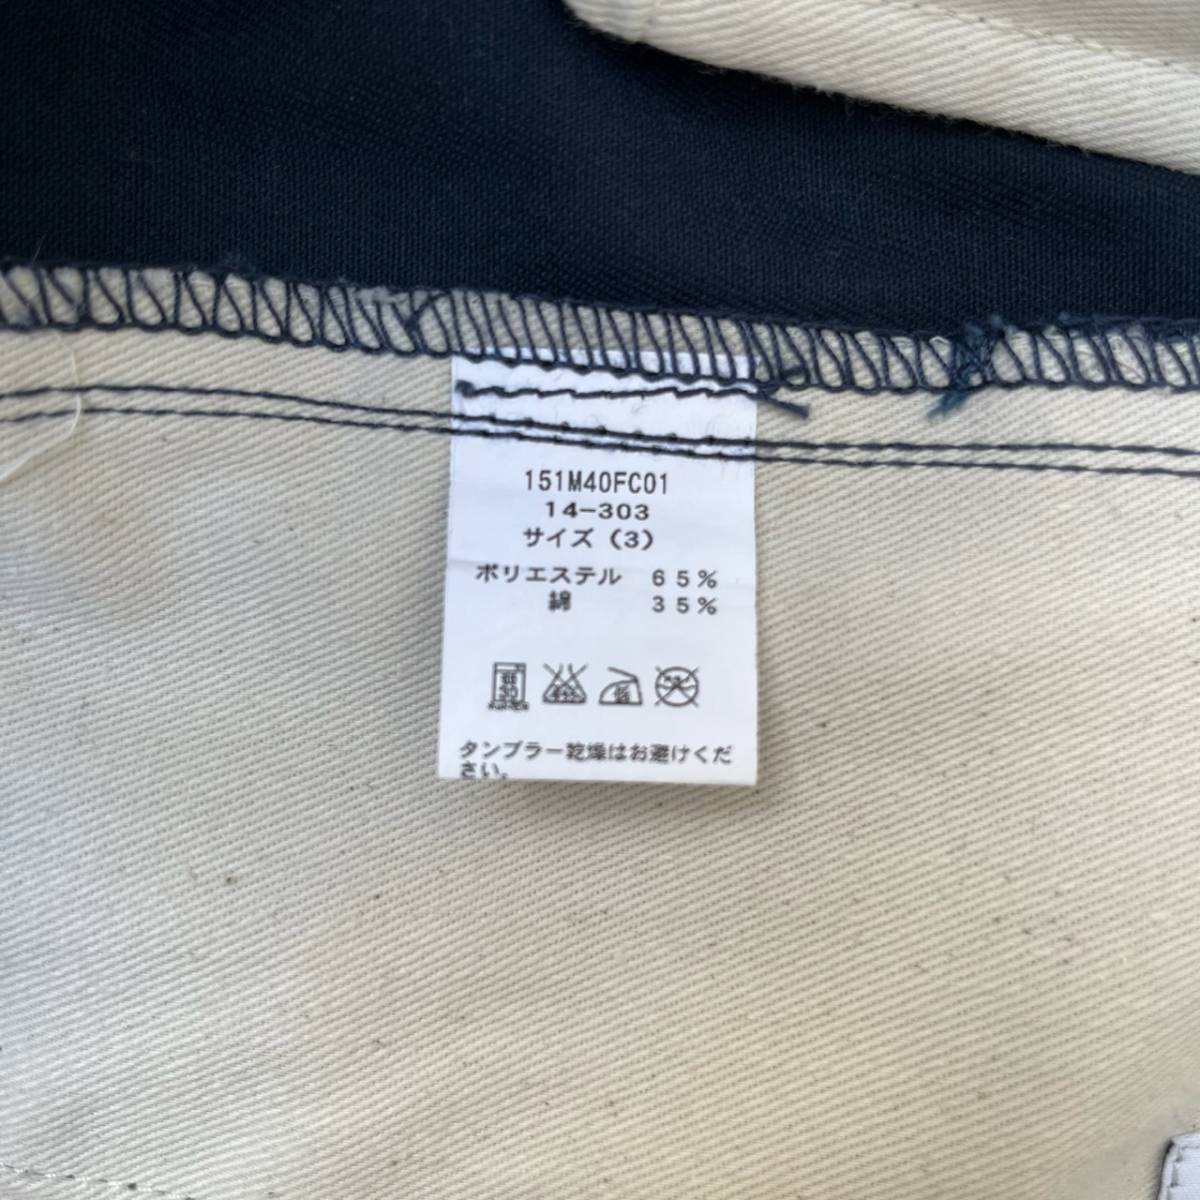 151M40FC01
14-303
サイズ（3）
ポリエステル 65%
綿 35%
30
タンブラー乾燥はお避けくだ
さい。